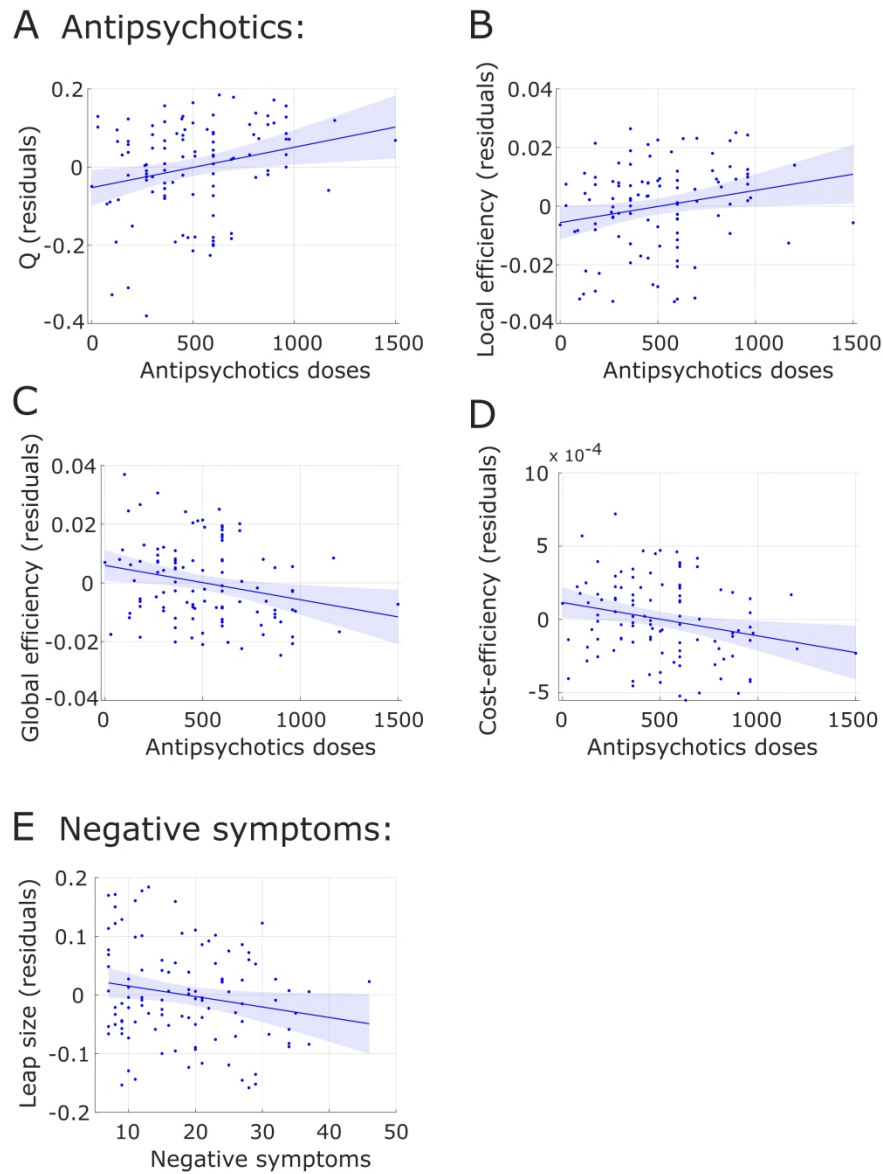 A Antipsychotics:
B
0.2
0
-0.2
-0.4
Q (residuals)
0 500 1000 1500
Antipsychotics doses
0.04
0.02
0
-0.02
-0.04
Local efficiency (residuals)
0 500 1000 1500
Antipsychotics doses
C
D
0.04
0.02
0
-0.02
-0.04
Global efficiency (residuals)
0 500 1000 1500
Antipsychotics doses
10 × 10⁻⁴
5
0
-5
Cost-efficiency (residuals)
0 500 1000 1500
Antipsychotics doses
E Negative symptoms:
0.2
0.1
0
-0.1
-0.2
Leap size (residuals)
10 20 30 40 50
Negative symptoms